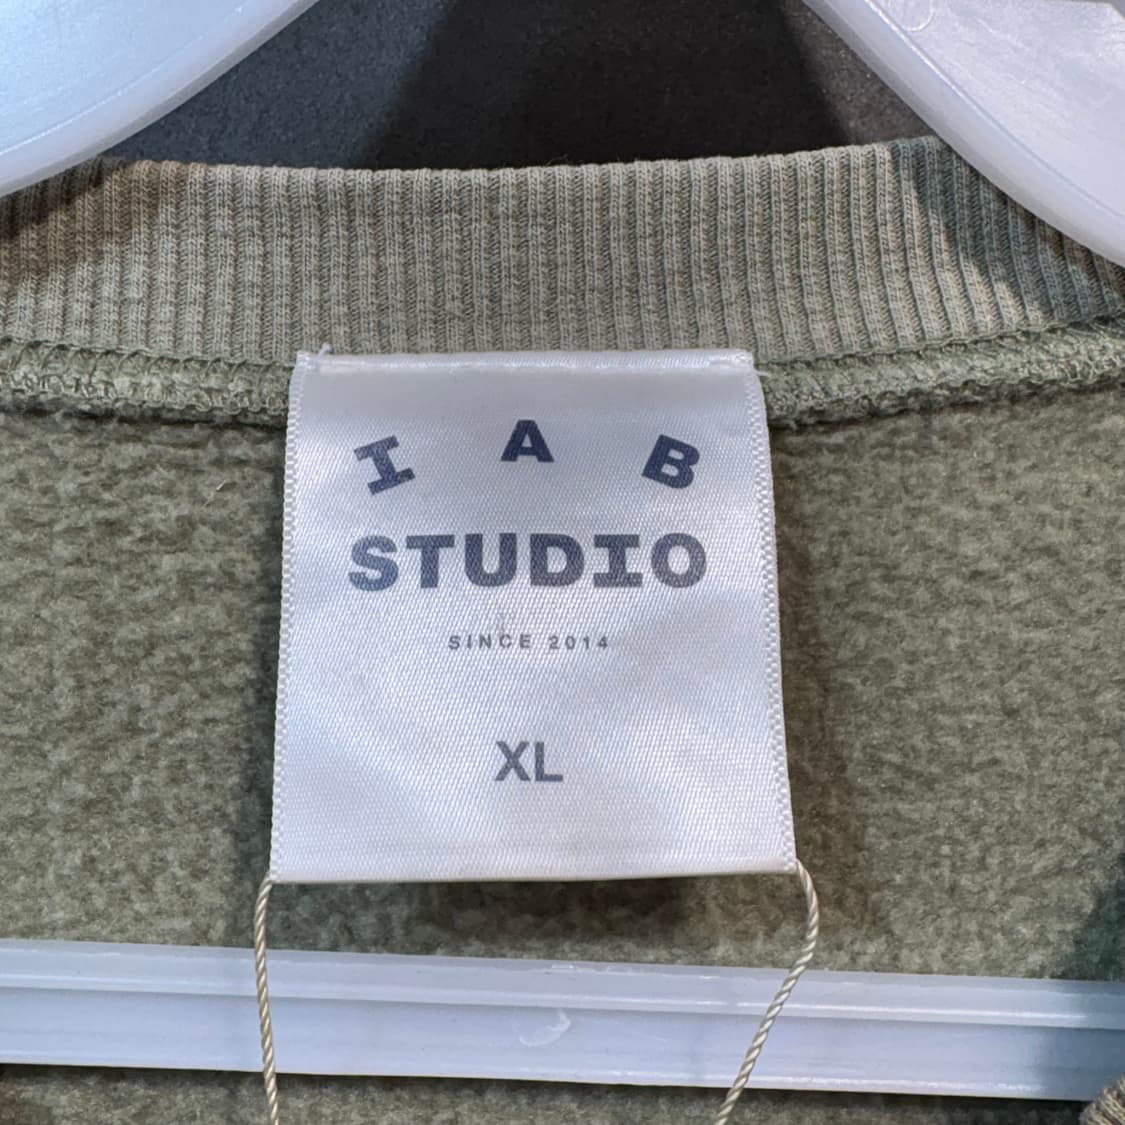 I A B
STUDIO
SINCE 2014
XL